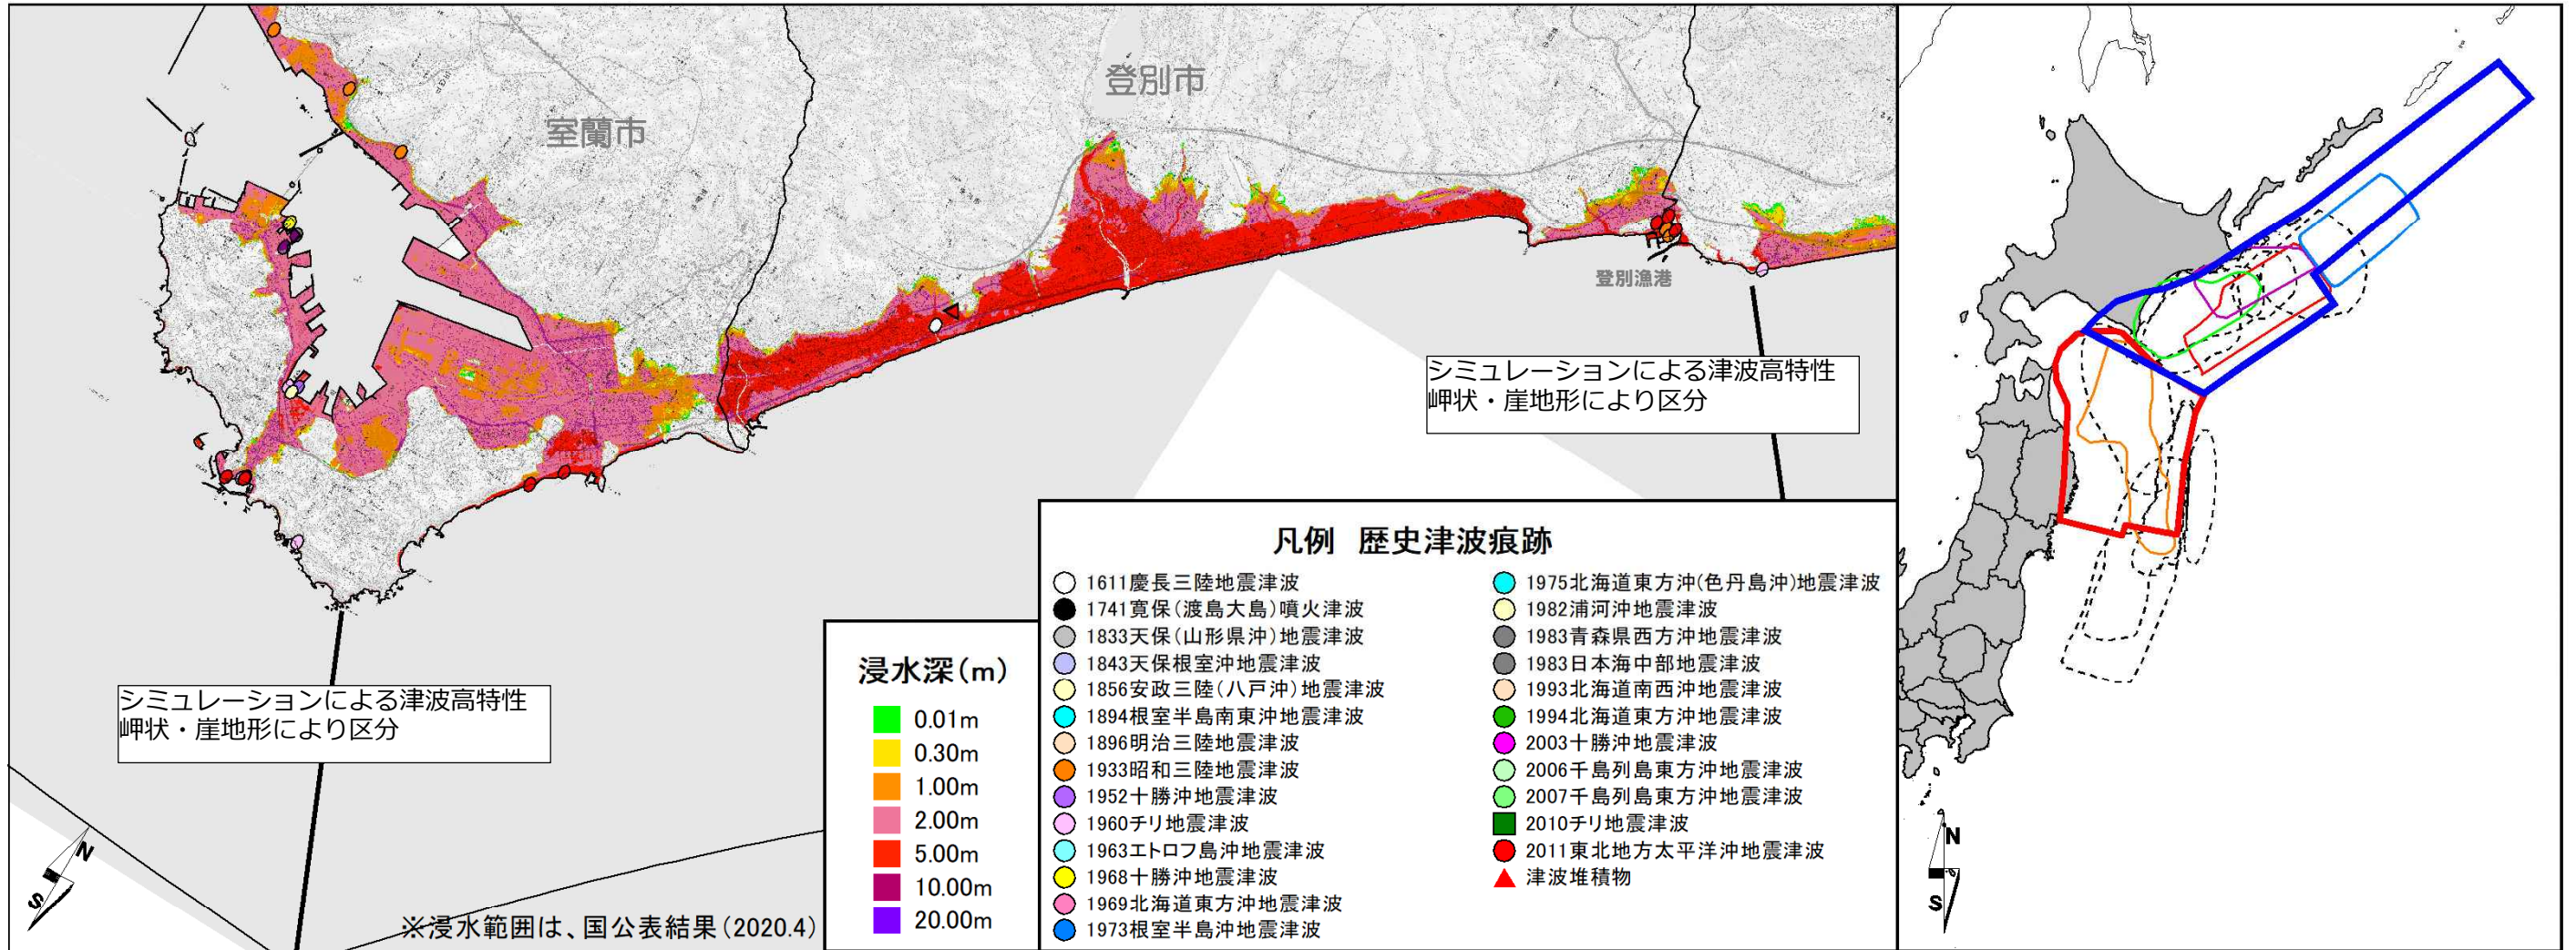 室蘭市
登別市
登別漁港
シミュレーションによる津波高特性
岬状・崖地形により区分
シミュレーションによる津波高特性
岬状・崖地形により区分
N
S
※浸水範囲は、国公表結果(2020.4)
浸水深(m)
0.01m
0.30m
1.00m
2.00m
5.00m
10.00m
20.00m
凡例 歴史津波痕跡
1611慶長三陸地震津波
1741寛保(渡島大島)噴火津波
1833天保(山形県沖)地震津波
1843天保根室沖地震津波
1856安政三陸(八戸沖)地震津波
1894根室半島南東沖地震津波
1896明治三陸地震津波
1933昭和三陸地震津波
1952十勝沖地震津波
1960チリ地震津波
1963エトロフ島沖地震津波
1968十勝沖地震津波
1969北海道東方沖地震津波
1973根室半島沖地震津波
1975北海道東方沖(色丹島沖)地震津波
1982浦河沖地震津波
1983青森県西方沖地震津波
1983日本海中部地震津波
1993北海道南西沖地震津波
1994北海道東方沖地震津波
2003十勝沖地震津波
2006千島列島東方沖地震津波
2007千島列島東方沖地震津波
2010チリ地震津波
2011東北地方太平洋沖地震津波
津波堆積物
N
S